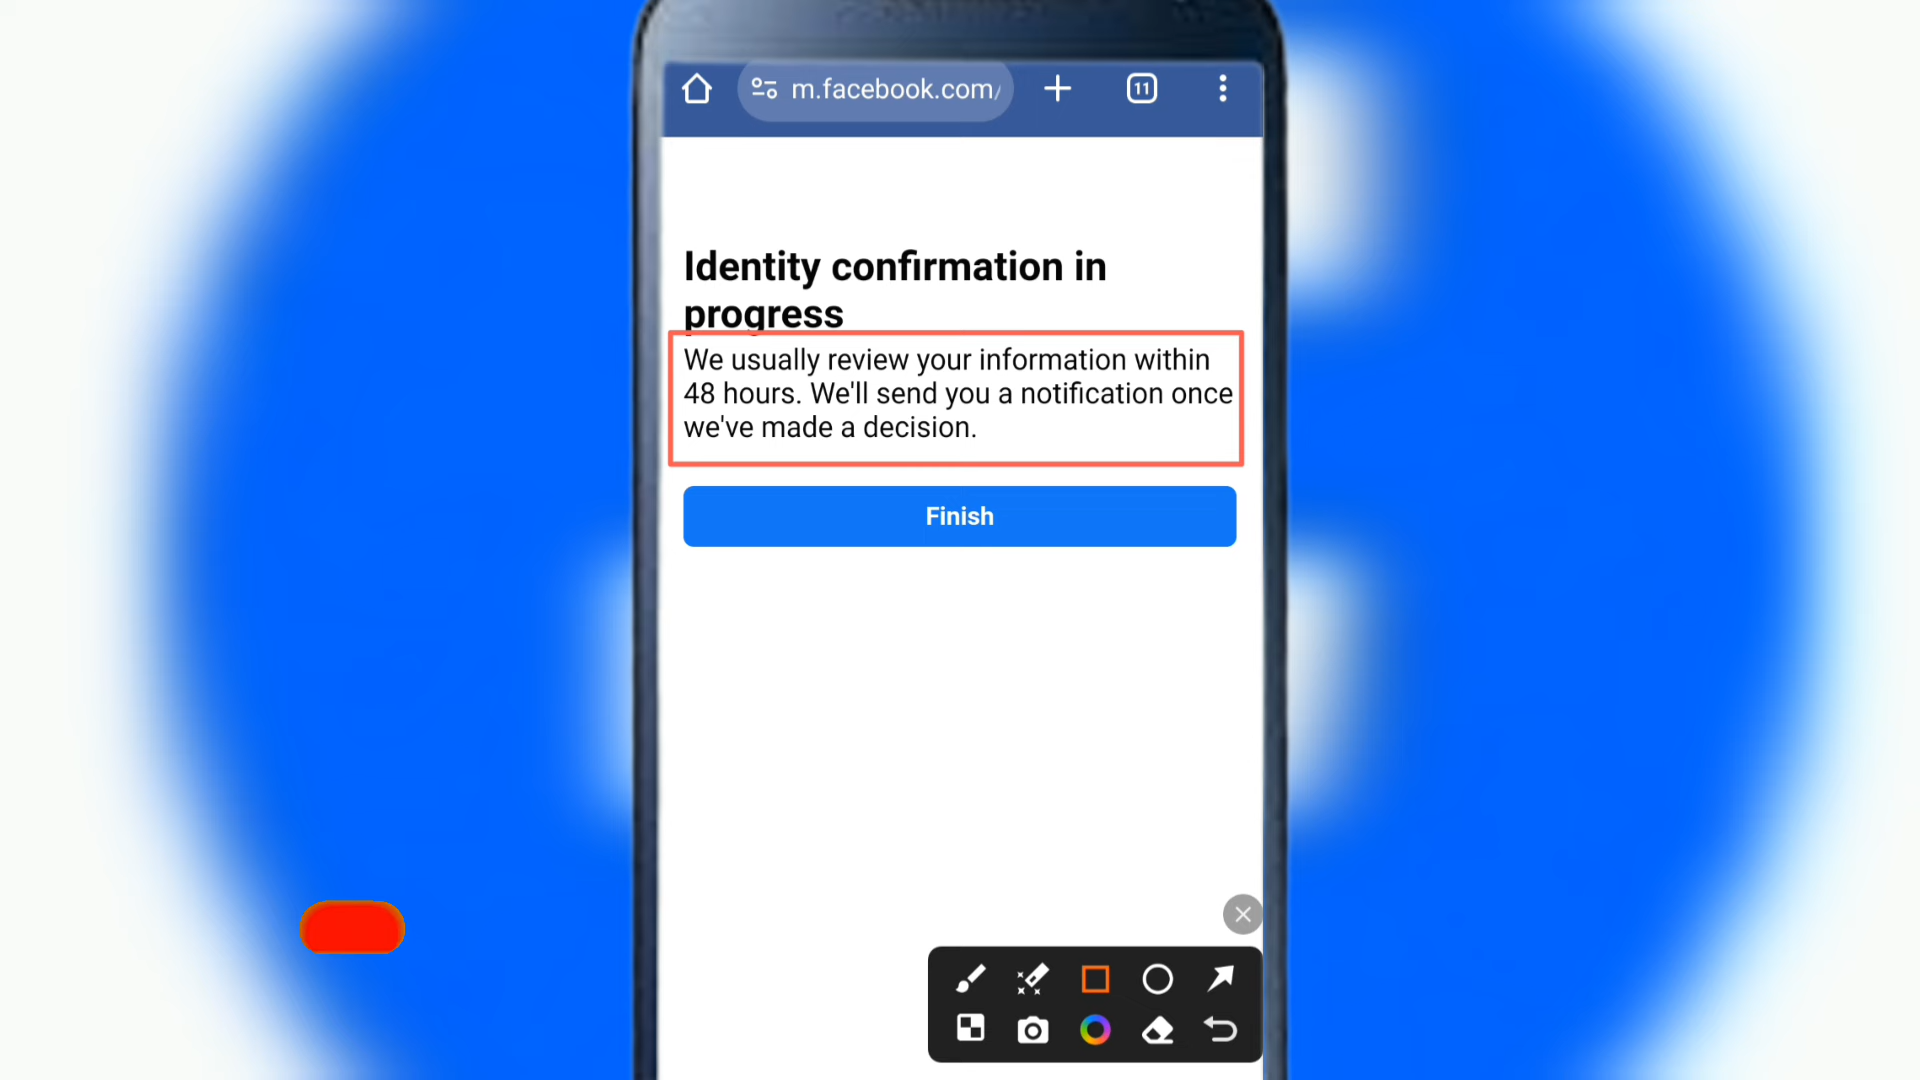 m.facebook.com/
11
Identity confirmation in
progress
We usually review your information within
48 hours. We'll send you a notification once
we've made a decision.
Finish